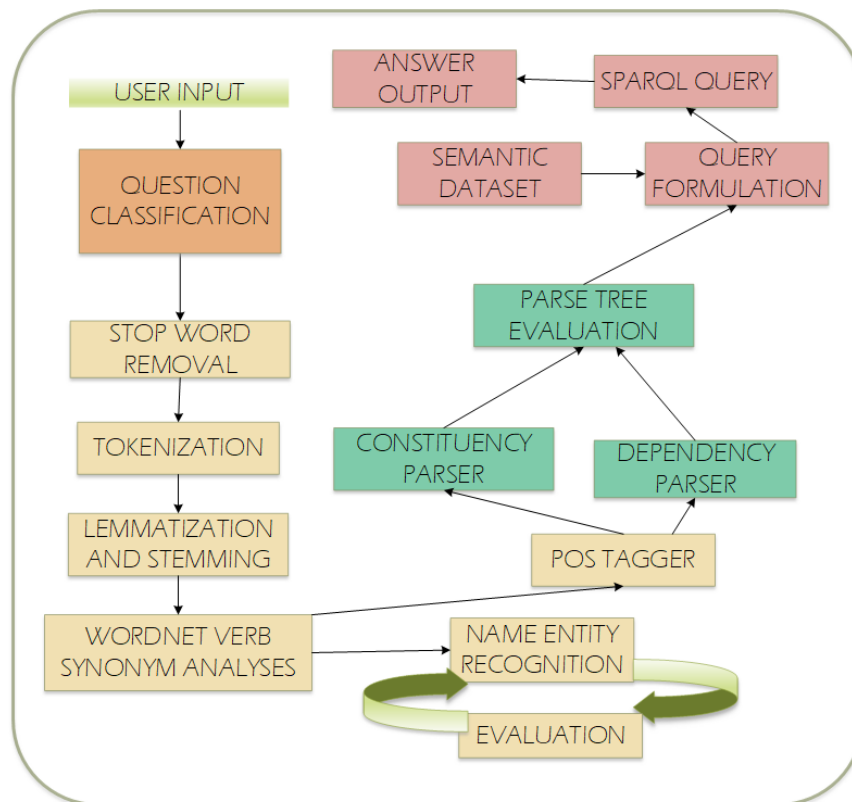 USER INPUT
QUESTION
CLASSIFICATION
STOP WORD
REMOVAL
TOKENIZATION
LEMMATIZATION
AND STEMMING
WORDNET VERB
SYNONYM ANALYSES
NAME ENTITY
RECOGNITION
EVALUATION
POS TAGGER
CONSTITUENCY
PARSER
DEPENDENCY
PARSER
PARSE TREE
EVALUATION
SEMANTIC
DATASET
QUERY
FORMULATION
SPARQL QUERY
ANSWER
OUTPUT